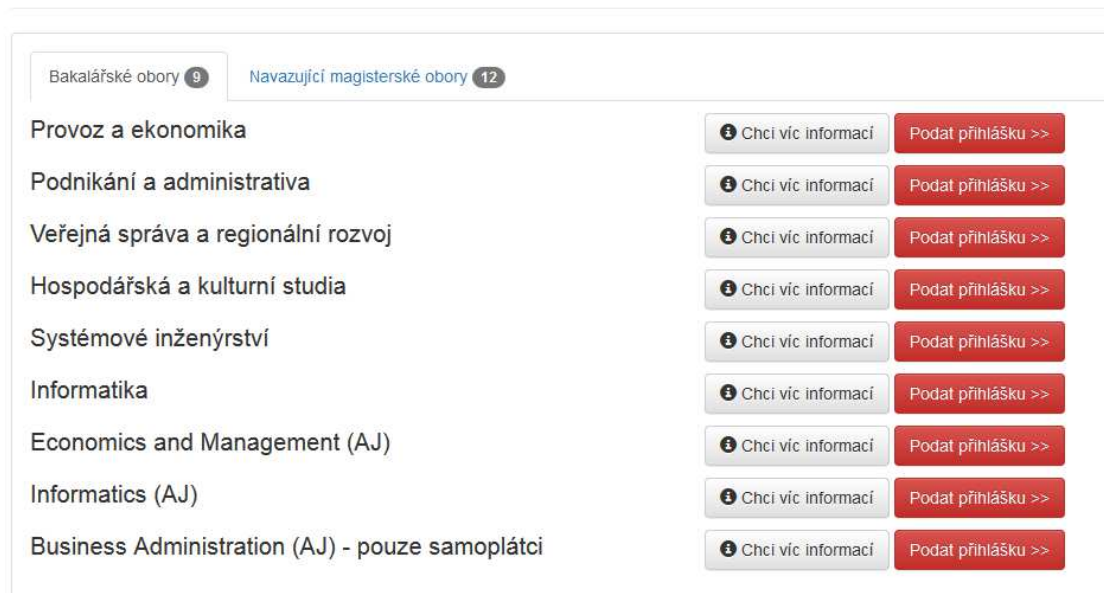 Bakalářské obory 9 Navazující magisterské obory 12
Provoz a ekonomika Chci víc informací Podat přihlášku >>
Podnikání a administrativa Chci víc informací Podat přihlášku >>
Veřejná správa a regionální rozvoj Chci víc informací Podat přihlášku >>
Hospodářská a kulturní studia Chci víc informací Podat přihlášku >>
Systémové inženýrství Chci víc informací Podat přihlášku >>
Informatika Chci víc informací Podat přihlášku >>
Economics and Management (AJ) Chci víc informací Podat přihlášku >>
Informatics (AJ) Chci víc informací Podat přihlášku >>
Business Administration (AJ) - pouze samoplátci Chci víc informací Podat přihlášku >>